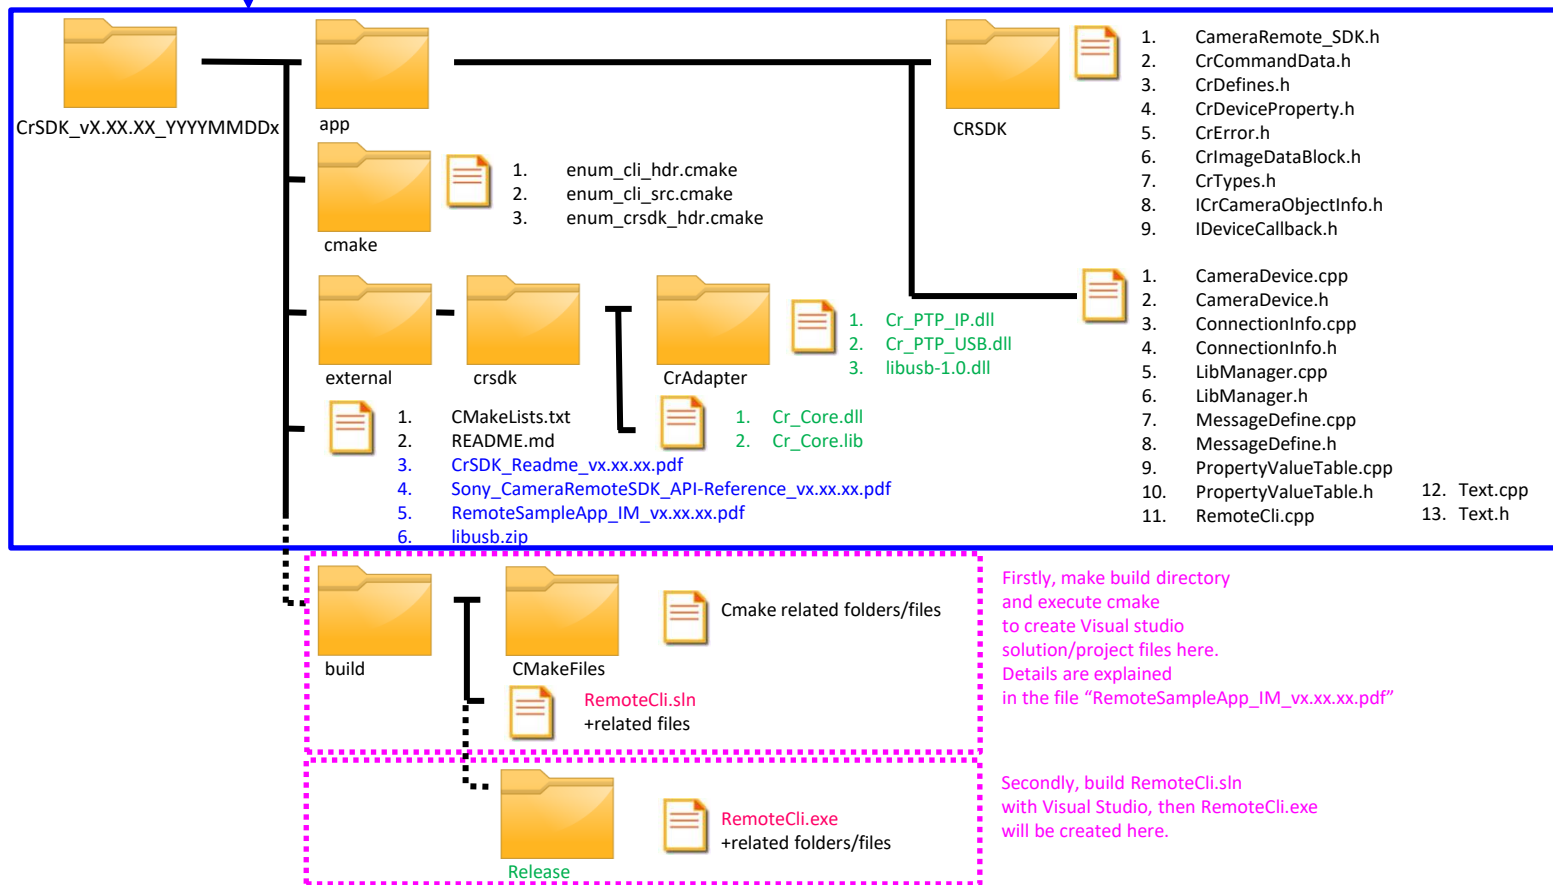 CrSDK_vX.XX.XX_YYYYMMDDx
app
CRSDK
1. CameraRemote_SDK.h
2. CrCommandData.h
3. CrDefines.h
4. CrDeviceProperty.h
5. CrError.h
6. CrImageDataBlock.h
7. CrTypes.h
8. ICrCameraObjectInfo.h
9. IDeviceCallback.h
1. CameraDevice.cpp
2. CameraDevice.h
3. ConnectionInfo.cpp
4. ConnectionInfo.h
5. LibManager.cpp
6. LibManager.h
7. MessageDefine.cpp
8. MessageDefine.h
9. PropertyValueTable.cpp
10. PropertyValueTable.h
11. RemoteCli.cpp
12. Text.cpp
13. Text.h
cmake
1. enum_cli_hdr.cmake
2. enum_cli_src.cmake
3. enum_crsdk_hdr.cmake
external
crsdk
CrAdapter
1. Cr_PTP_IP.dll
2. Cr_PTP_USB.dll
3. libusb-1.0.dll
1. Cr_Core.dll
2. Cr_Core.lib
1. CMakeLists.txt
2. README.md
3. CrSDK_Readme_vx.xx.xx.pdf
4. Sony_CameraRemoteSDK_API-Reference_vx.xx.xx.pdf
5. RemoteSampleApp_IM_vx.xx.xx.pdf
6. libusb.zip
build
CMakeFiles
Cmake related folders/files
RemoteCli.sln
+related files
Firstly, make build directory
and execute cmake
to create Visual studio
solution/project files here.
Details are explained
in the file “RemoteSampleApp_IM_vx.xx.xx.pdf”
Release
RemoteCli.exe
+related folders/files
Secondly, build RemoteCli.sln
with Visual Studio, then RemoteCli.exe
will be created here.